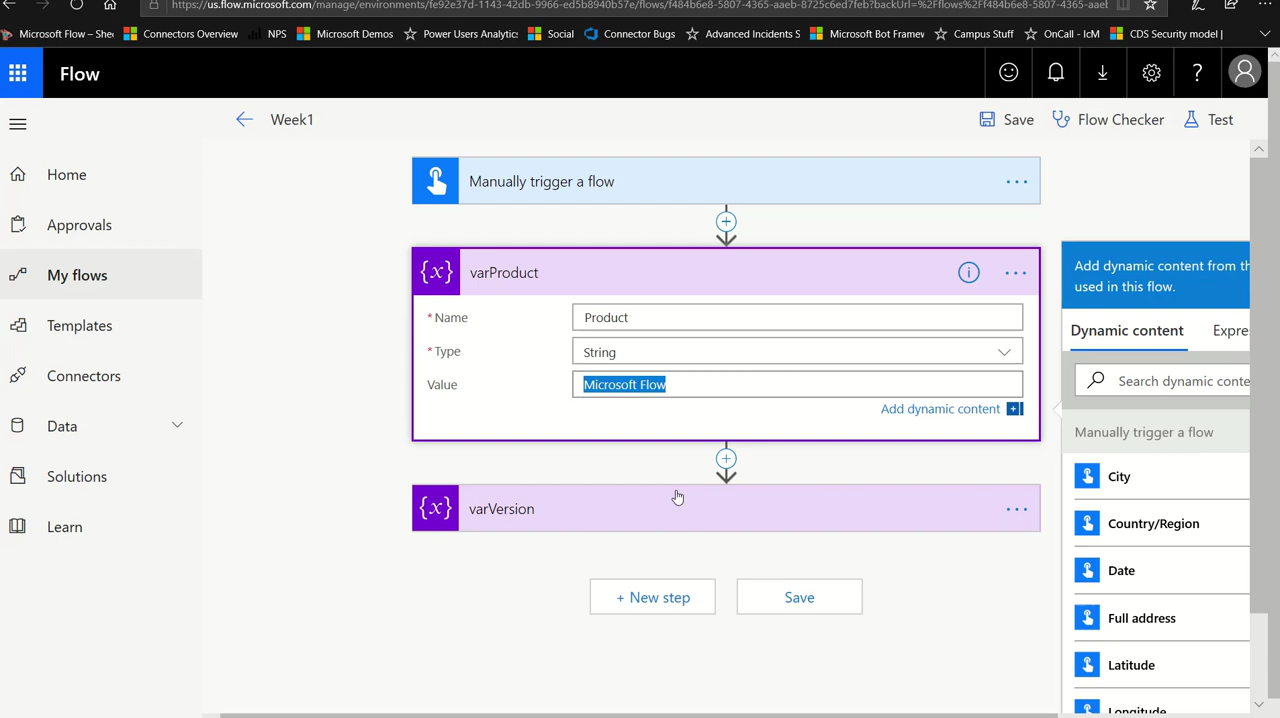 https://us.flow.microsoft.com/manage/environments/fe92e37d-1143-42db-9966-ed5b8940b57e/flows/f484b6e8-5807-4365-aaeb-8725c6ed7feb?backUrl=%2Fflows%2Ff484b6e8-5807-4365-aael
Microsoft Flow – She
Connectors Overview
NPS
Microsoft Demos
Power Users Analytics
Social
Connector Bugs
Advanced Incidents S
Microsoft Bot Framew
Campus Stuff
OnCall - IcM
CDS Security model |
Flow
?
Week1
Save
Flow Checker
Test
Home
Approvals
My flows
Templates
Connectors
Data
Solutions
Learn
Manually trigger a flow
...
{x} varProduct
...
* Name
Product
* Type
String
Value
Microsoft Flow
Add dynamic content
{x} varVersion
...
+ New step
Save
Add dynamic content from th
used in this flow.
Dynamic content
Expre
Search dynamic conte
Manually trigger a flow
City
Country/Region
Date
Full address
Latitude
Longitude